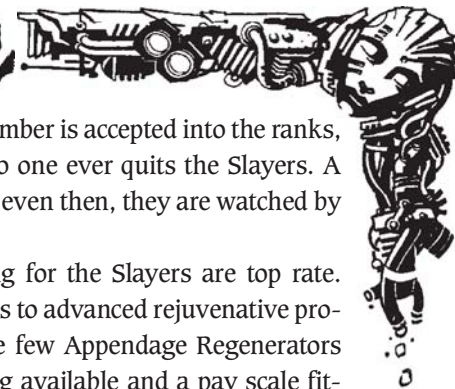 mber is accepted into the ranks,
o one ever quits the Slayers. A
even then, they are watched by
g for the Slayers are top rate.
s to advanced rejuvenative pro-
e few Appendage Regenerators
g available and a pay scale fit-